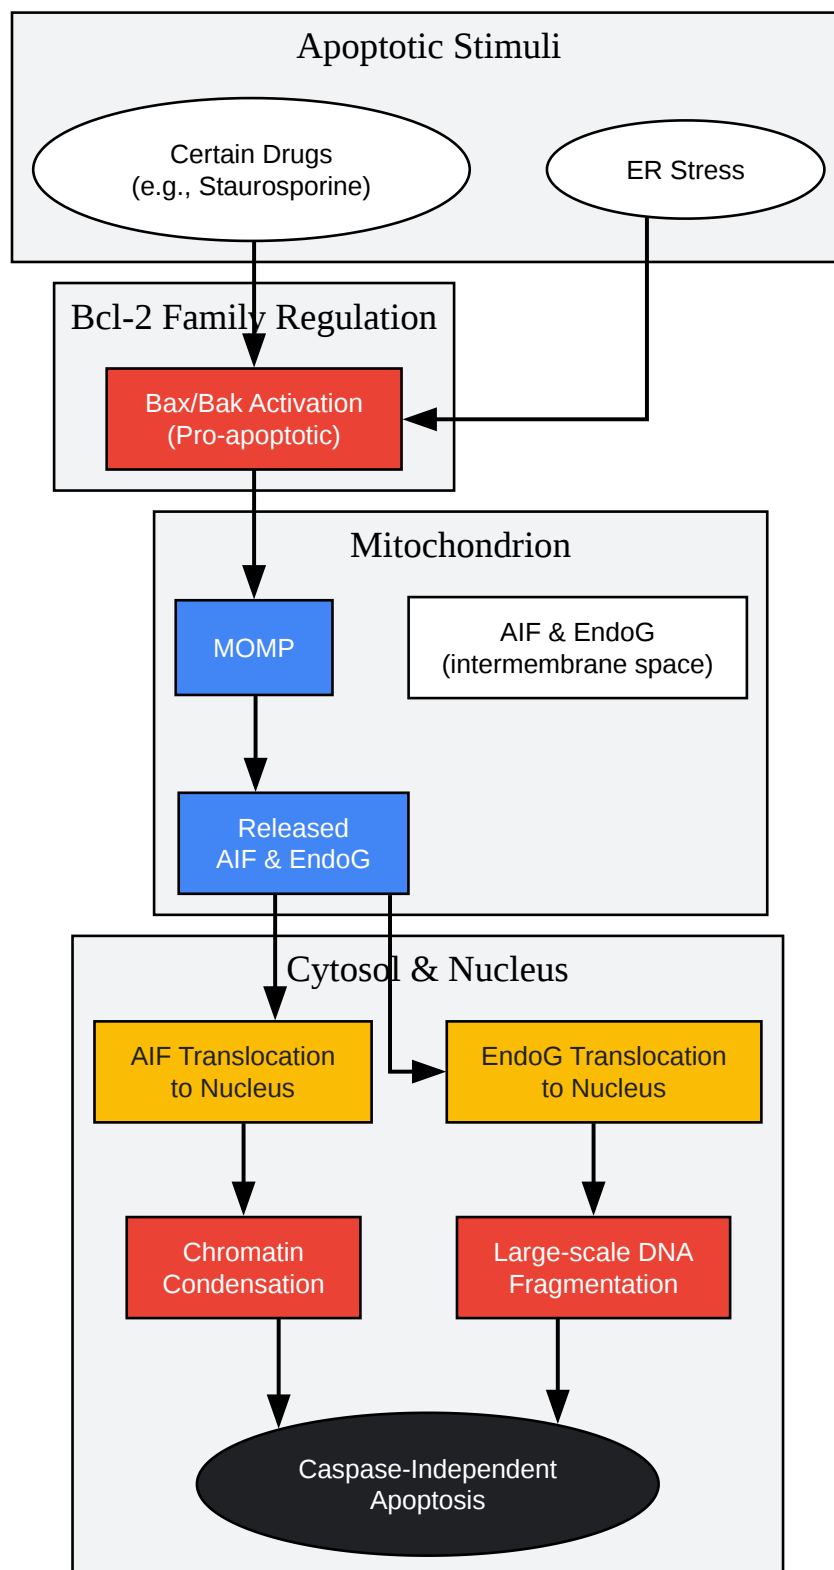 Apoptotic Stimuli
Certain Drugs
(e.g., Staurosporine)
ER Stress
Bcl-2 Family Regulation
Bax/Bak Activation
(Pro-apoptotic)
Mitochondrion
MOMP
AIF & EndoG
(intermembrane space)
Released
AIF & EndoG
Cytosol & Nucleus
AIF Translocation
to Nucleus
EndoG Translocation
to Nucleus
Chromatin
Condensation
Large-scale DNA
Fragmentation
Caspase-Independent
Apoptosis